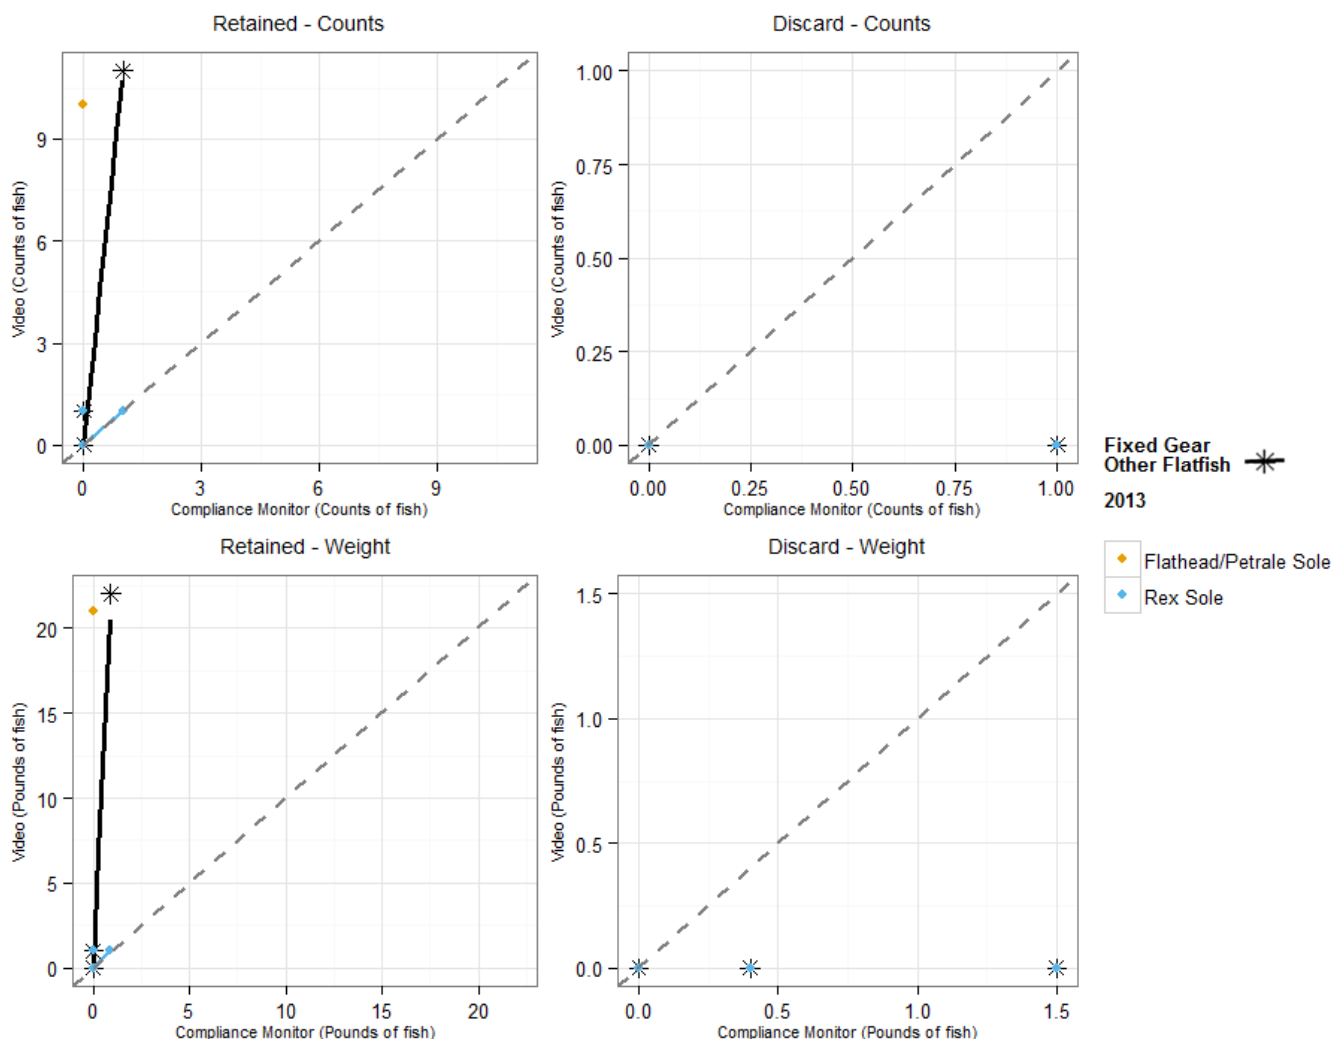 Retained - Counts
Video (Counts of fish)
9
6
3
0
0
3
6
9
Compliance Monitor (Counts of fish)
Discard - Counts
Video (Counts of fish)
1.00
0.75
0.50
0.25
0.00
0.00
0.25
0.50
0.75
1.00
Compliance Monitor (Counts of fish)
Retained - Weight
Video (Pounds of fish)
20
15
10
5
0
0
5
10
15
20
Compliance Monitor (Pounds of fish)
Discard - Weight
Video (Pounds of fish)
1.5
1.0
0.5
0.0
0.0
0.5
1.0
1.5
Compliance Monitor (Pounds of fish)
Fixed Gear
Other Flatfish
2013
Flathead/Petrale Sole
Rex Sole